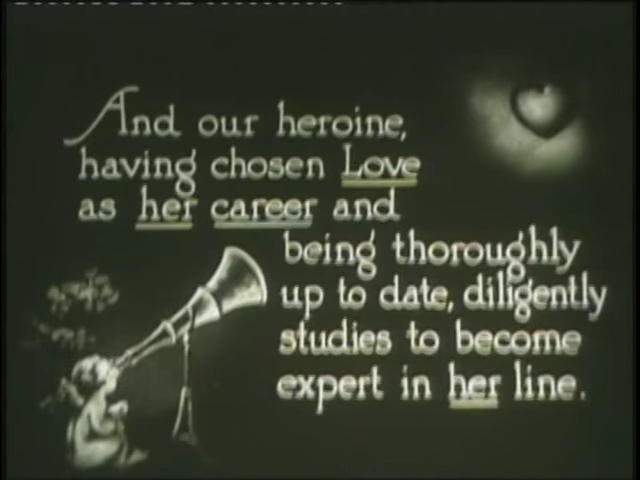 And our heroine,
having chosen Love
as her career and
being thoroughly
up to date, diligently
studies to become
expert in her line.